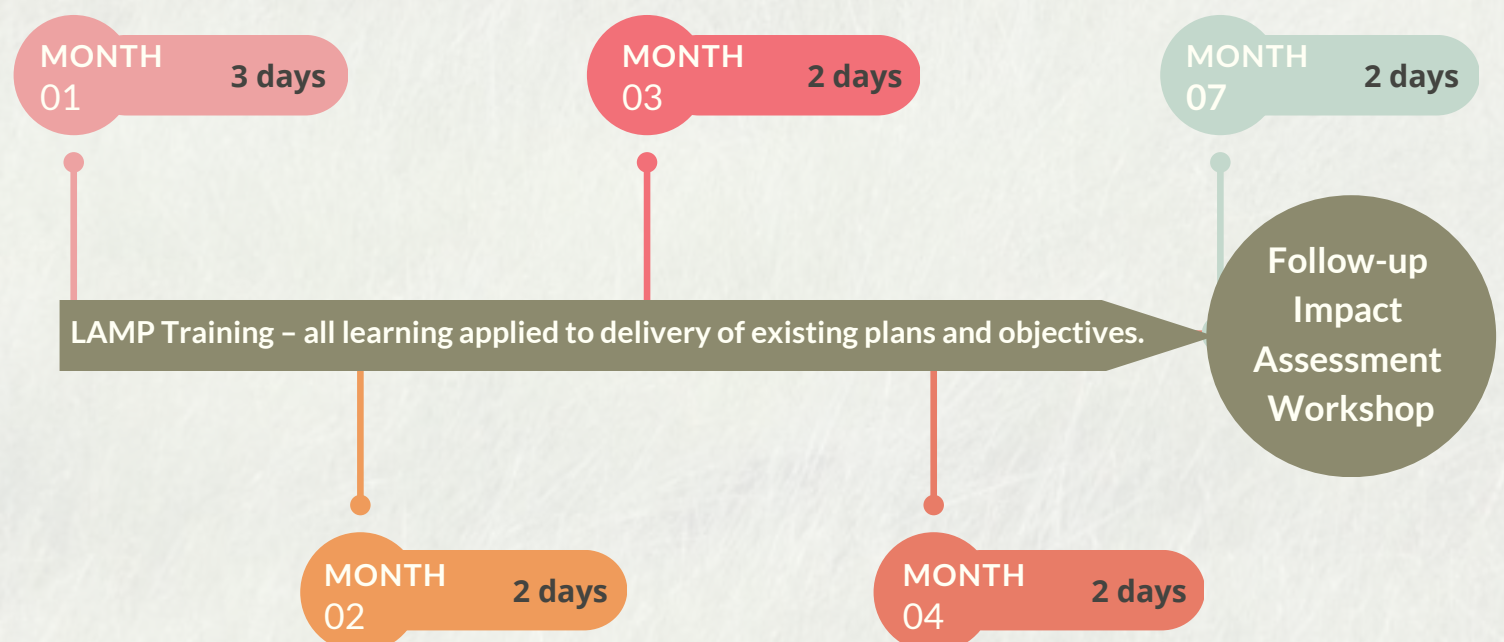 MONTH
01
3 days
MONTH
03
2 days
MONTH
07
2 days
LAMP Training – all learning applied to delivery of existing plans and objectives.
Follow-up
Impact
Assessment
Workshop
MONTH
02
2 days
MONTH
04
2 days